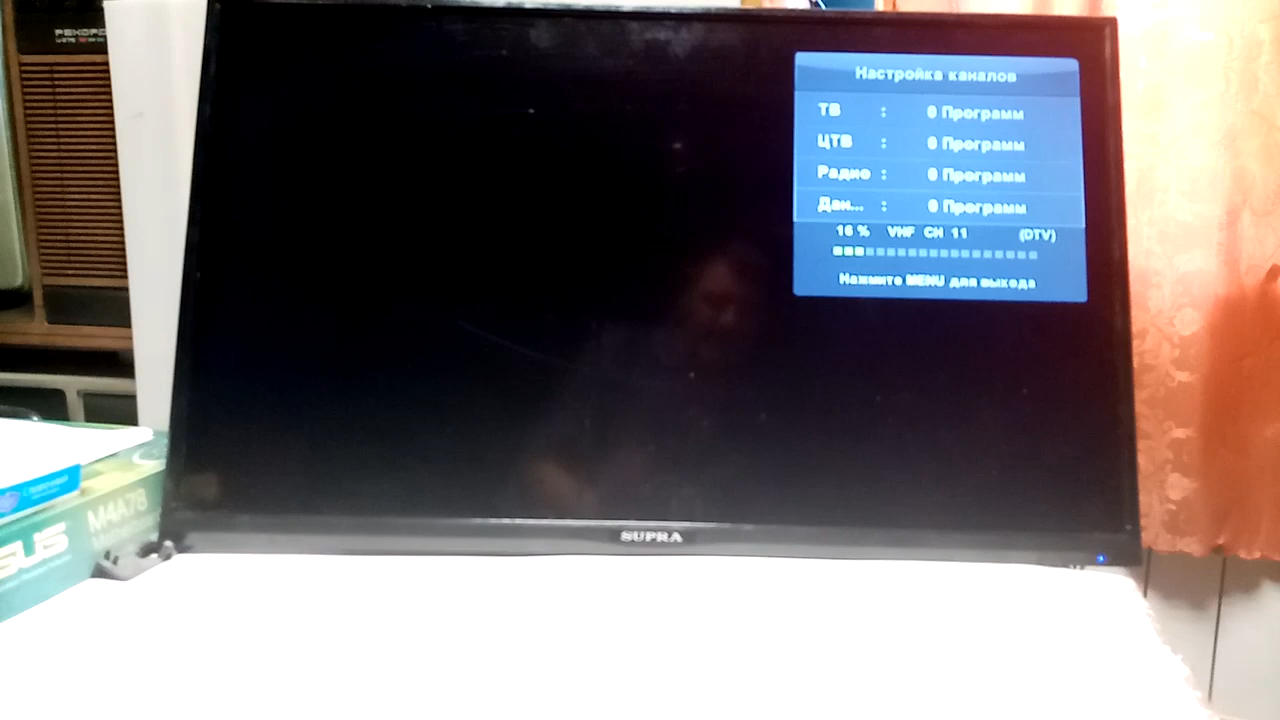 РЕКОРД
Настройка каналов
ТВ : 0 Программ
ЦТВ : 0 Программ
Радио : 0 Программ
Дан... : 0 Программ
16 % VHF CH 11 (DTV)
Нажмите MENU для выхода
SUPRA
M4A78